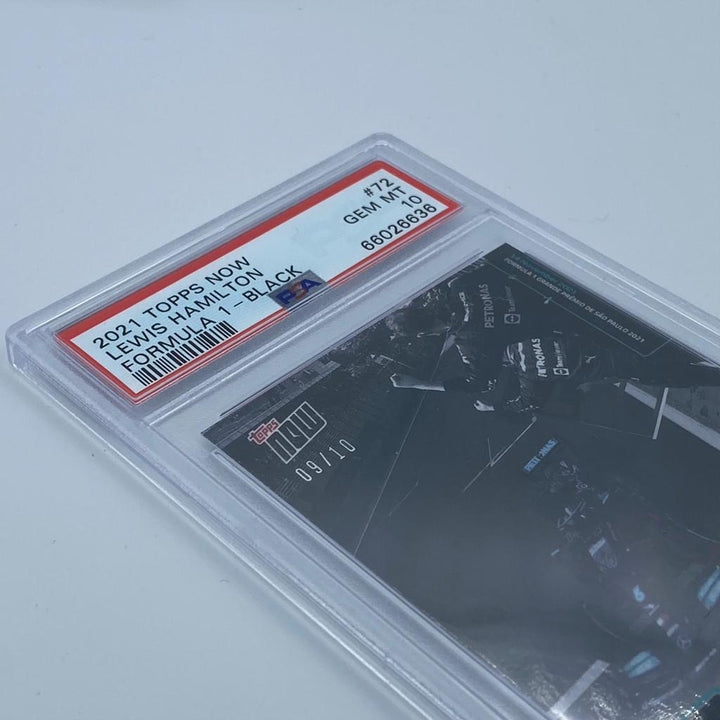 2021 TOPPS NOW
LEWIS HAMILTON
FORMULA 1 - BLACK
#72
GEM MT
10
66026636
PSA
topps
NOW
09/10
FORMULA 1 GRANDE PRÊMIO DE SÃO PAULO 2021
PETRONAS
PETRONAS